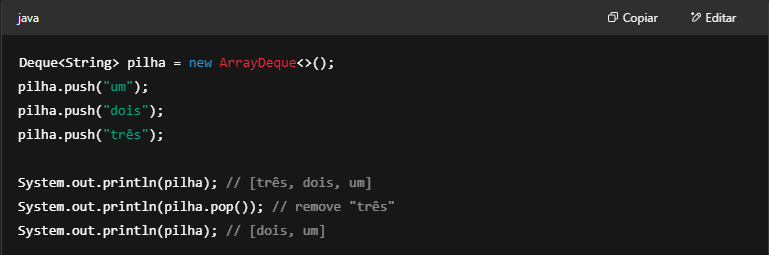 java Copiar Editar
Deque<String> pilha = new ArrayDeque<>();
pilha.push("um");
pilha.push("dois");
pilha.push("três");
System.out.println(pilha); // [três, dois, um]
System.out.println(pilha.pop()); // remove "três"
System.out.println(pilha); // [dois, um]